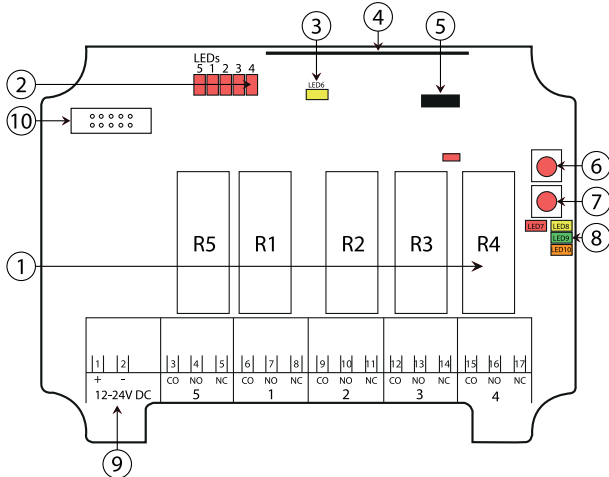 3
4
5
LEDs
5 1 2 3 4
2
LED6
10
6
7
LED7
LED8
LED9
LED10
8
R5
R1
R2
R3
R4
1
1 2 3 4 5 6 7 8 9 10 11 12 13 14 15 16 17
+ - CO NO NC CO NO NC CO NO NC CO NO NC CO NO NC
12-24V DC 5 1 2 3 4
9